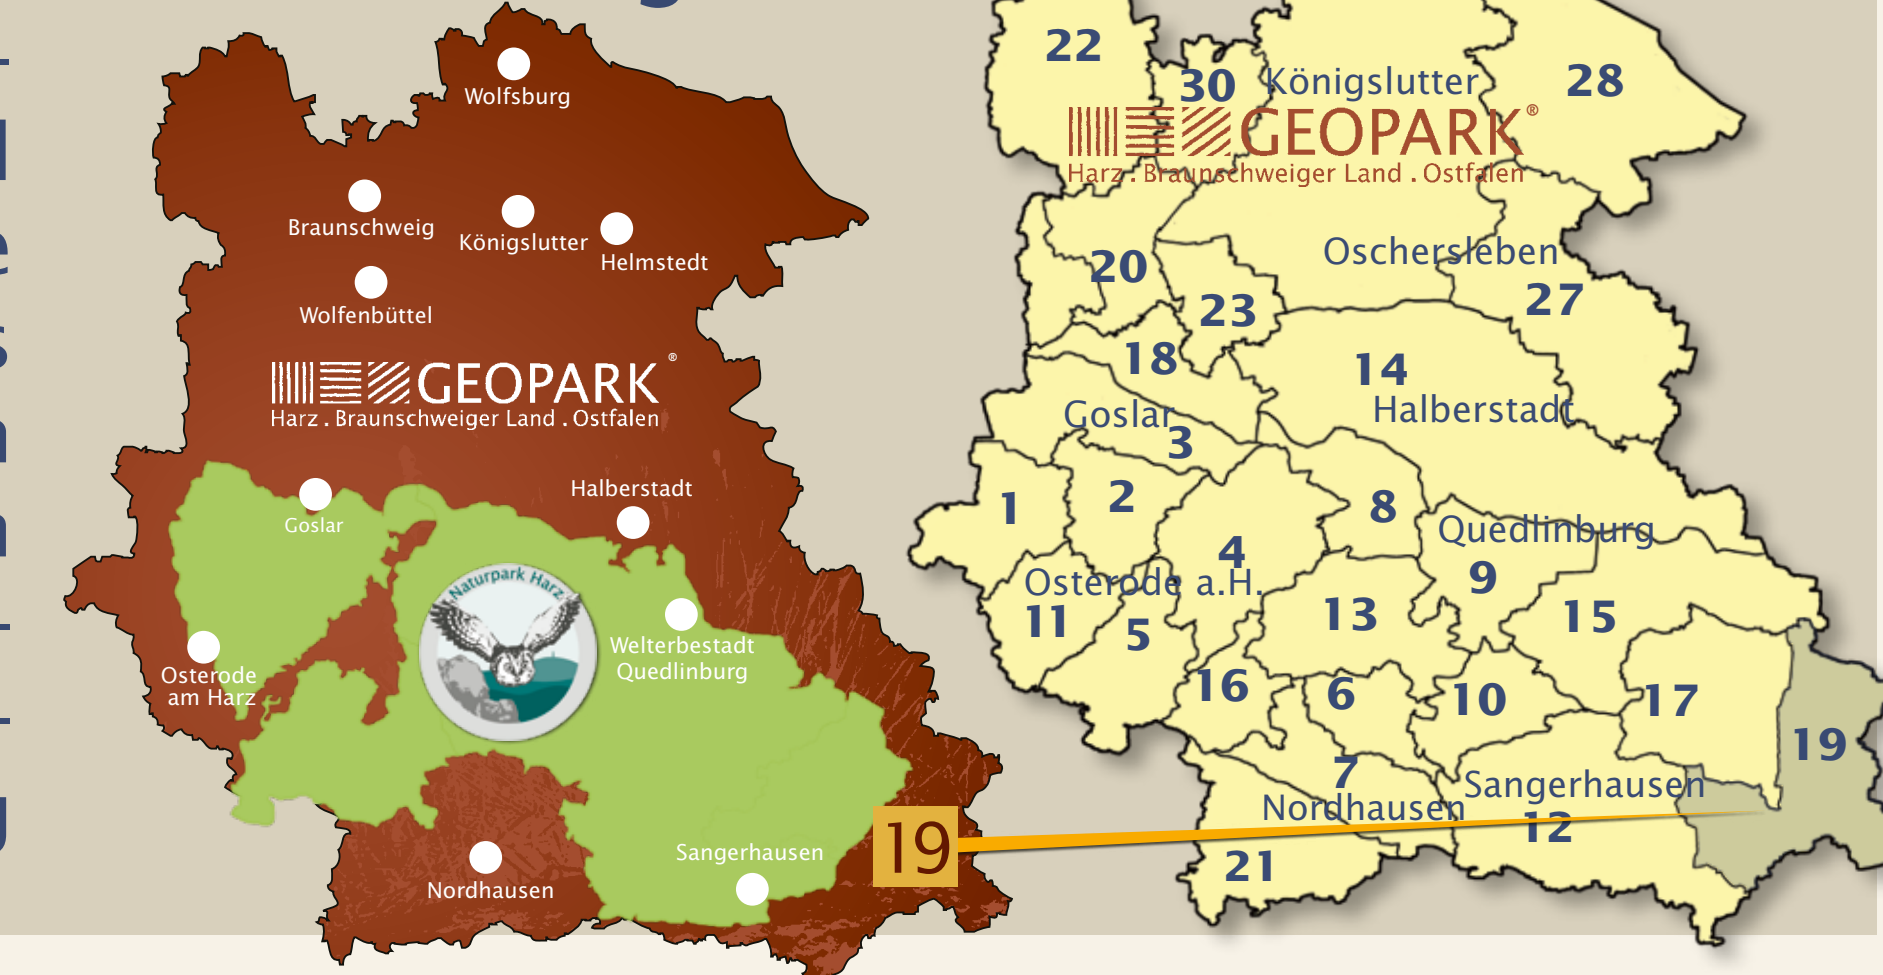 Wolfsburg
Braunschweig
Königslutter
Helmstedt
Wolfenbüttel
GEOPARK®
Harz . Braunschweiger Land . Ostfalen
Halberstadt
Goslar
Naturpark Harz
Welterbestadt
Quedlinburg
Osterode
am Harz
Sangerhausen
Nordhausen
19
22
30
Königslutter
28
GEOPARK®
Harz . Braunschweiger Land . Ostfalen
Oschersleben
20
27
23
18
14
Halberstadt
Goslar
3
1
2
8
Quedlinburg
4
9
Osterode a.H.
11
5
13
15
16
6
10
17
19
7
Sangerhausen
Nordhausen
12
21